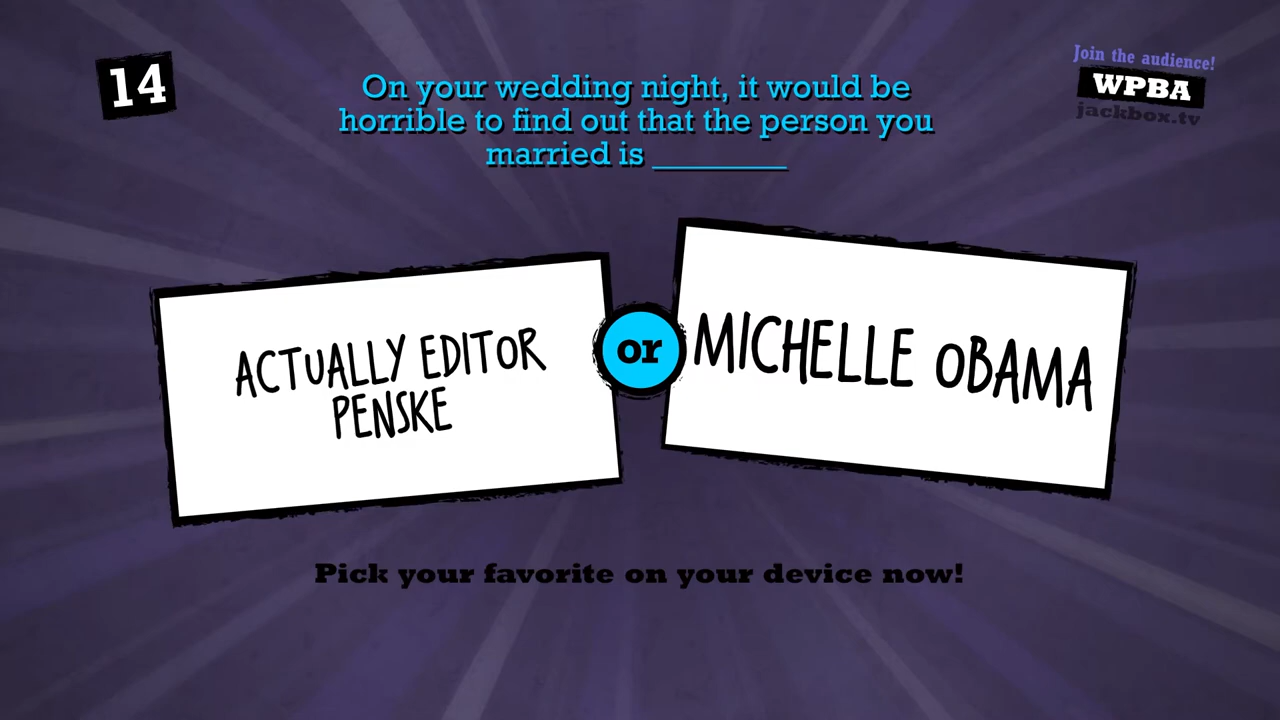 14
On your wedding night, it would be
horrible to find out that the person you
married is ________
Join the audience!
WPBA
jackbox.tv
ACTUALLY EDITOR
PENSKE
or
MICHELLE OBAMA
Pick your favorite on your device now!